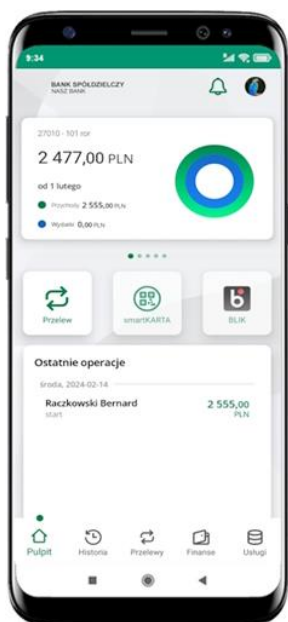 9:34
BANK SPÓŁDZIELCZY
NASZ BANK
27010 - 101 ror
2 477,00 PLN
od 1 lutego
Przychody 2 555,00 PLN
Wydatki 0,00 PLN
Przelew
smartKARTA
BLIK
Ostatnie operacje
środa, 2024-02-14
Raczkowski Bernard
2 555,00
start
PLN
Pulpit
Historia
Przelewy
Finanse
Usługi